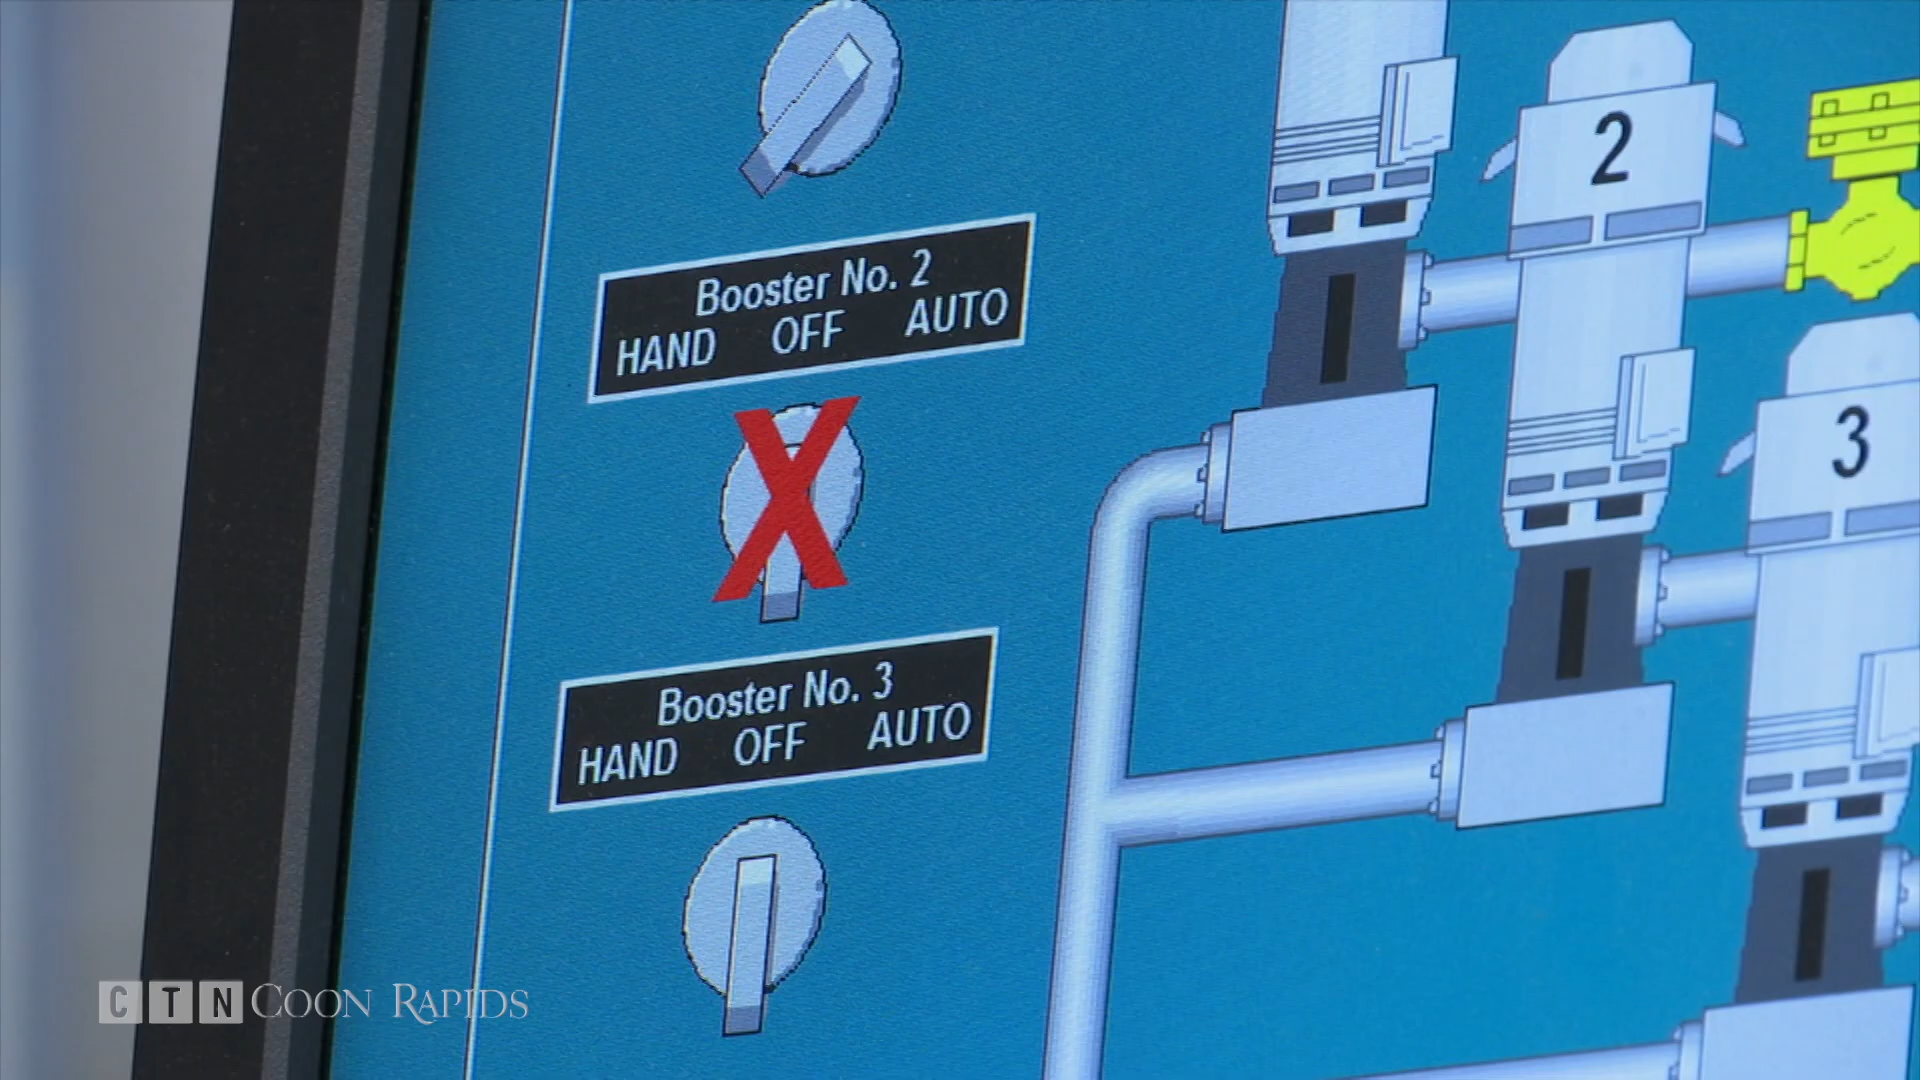 Booster No. 2
HAND OFF AUTO
X
Booster No. 3
HAND OFF AUTO
2
3
CTN COON RAPIDS